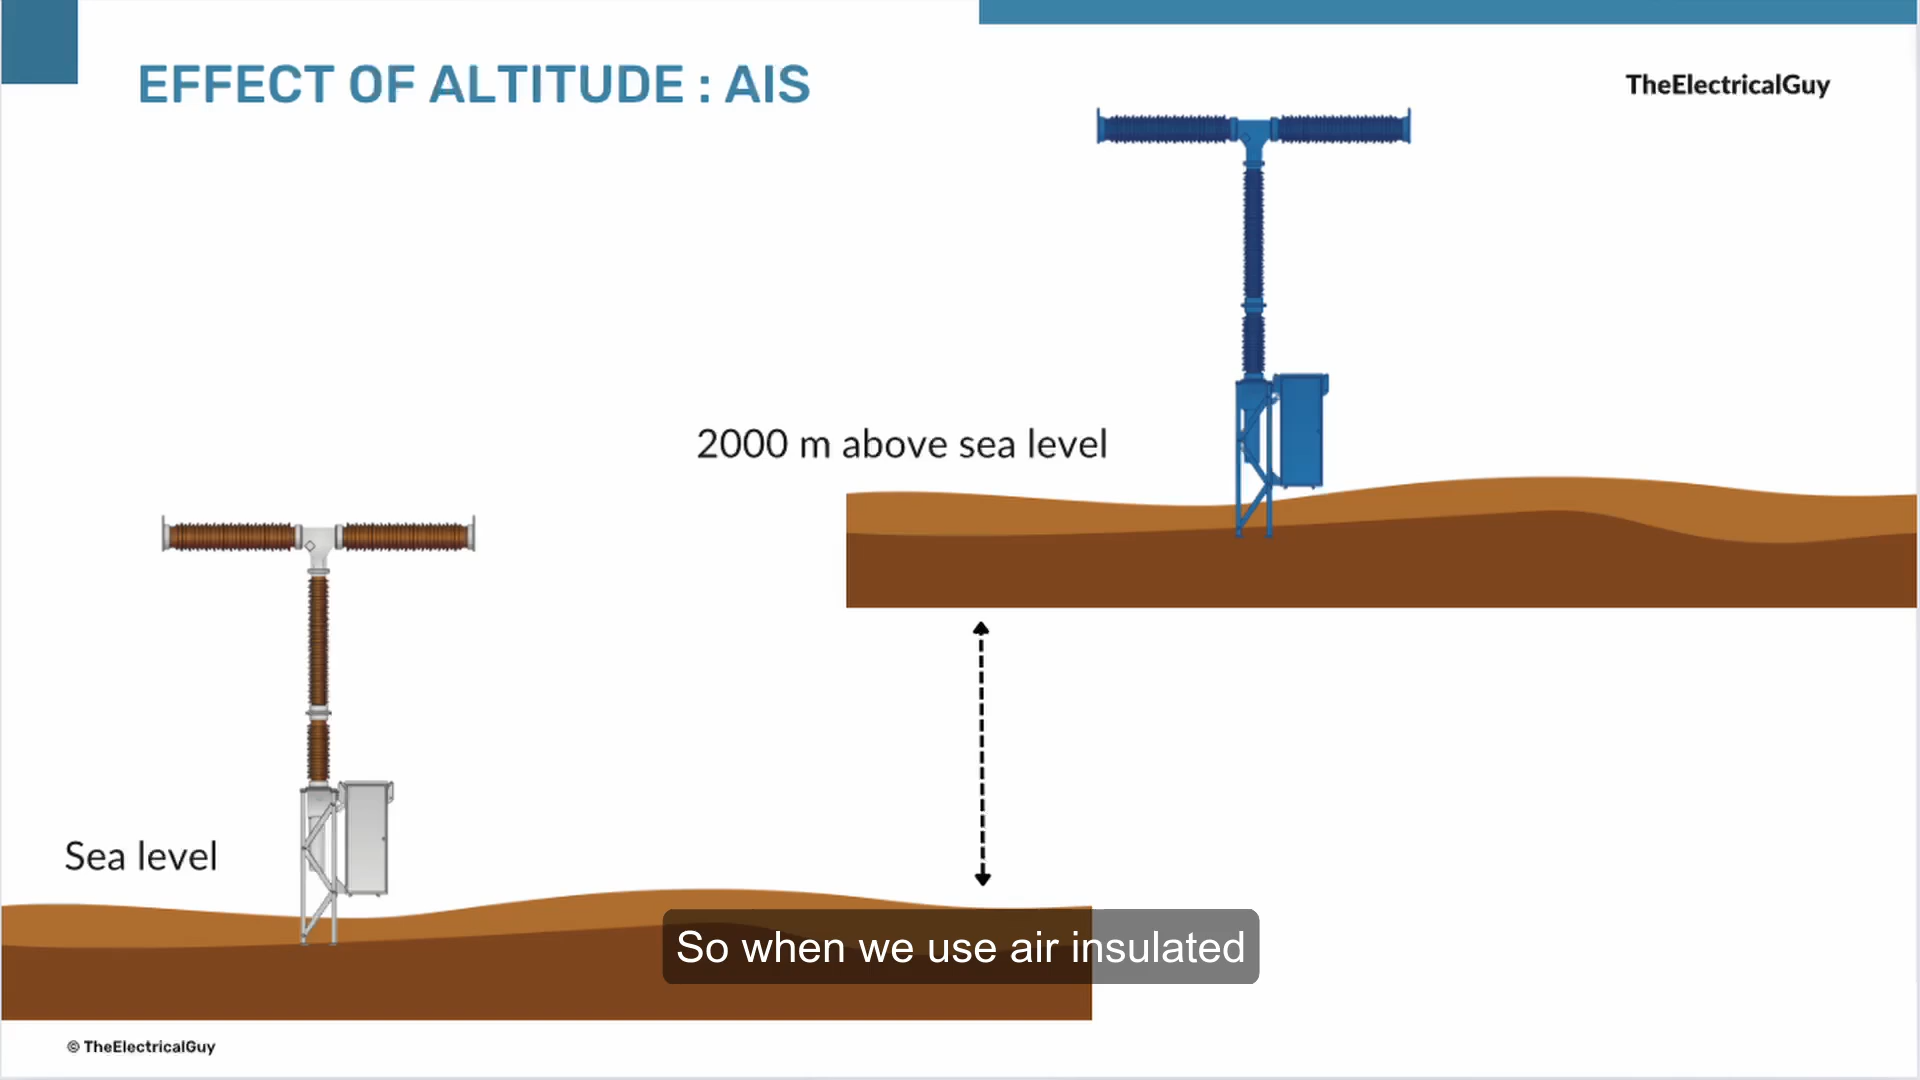 EFFECT OF ALTITUDE : AIS
TheElectricalGuy
2000 m above sea level
Sea level
So when we use air insulated
© TheElectricalGuy